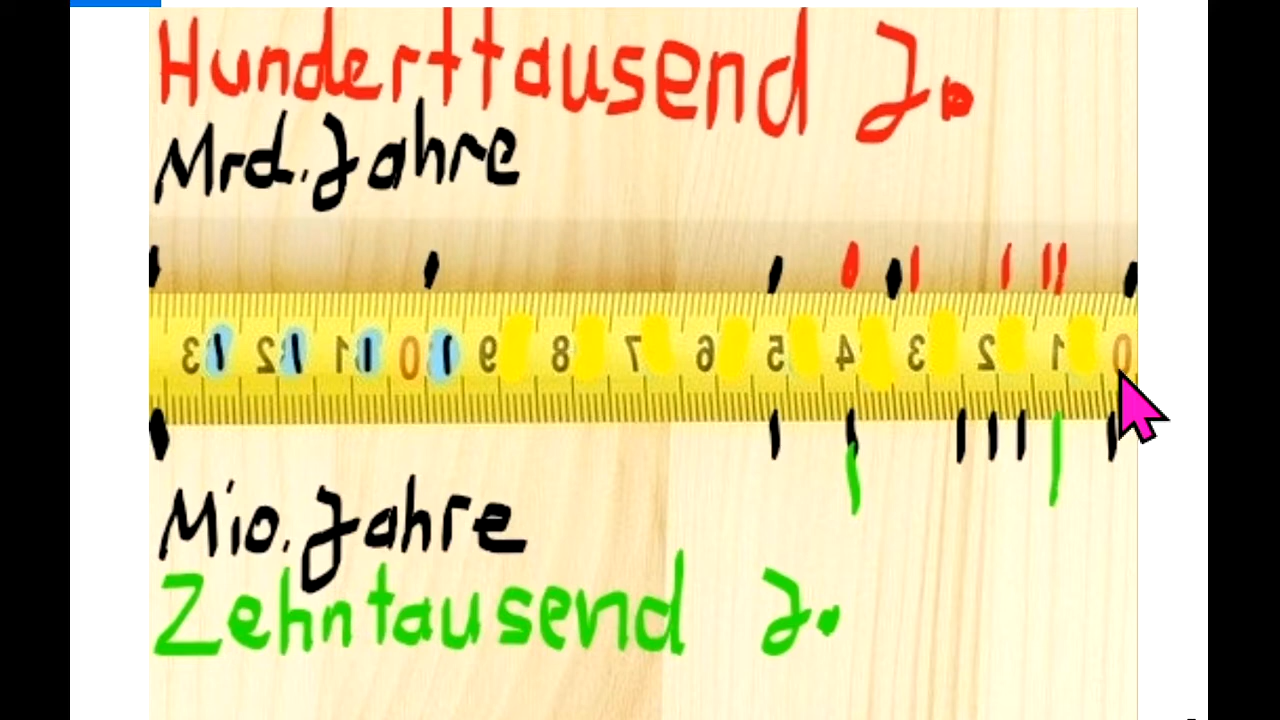 Hunderttausend J.
Mrd. Jahre
13 12 11 10 9 8 7 6 5 4 3 2 1 0
Mio. Jahre
Zehntausend J.